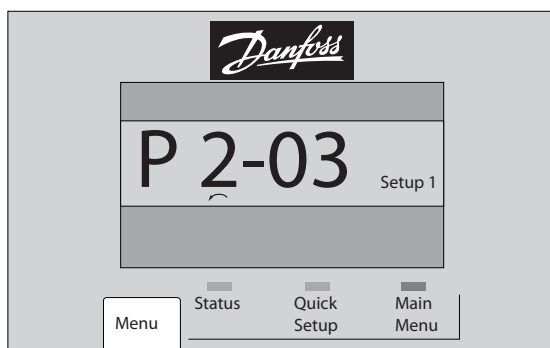 Danfoss
P 2-03 Setup 1
Menu
Status
Quick
Setup
Main
Menu